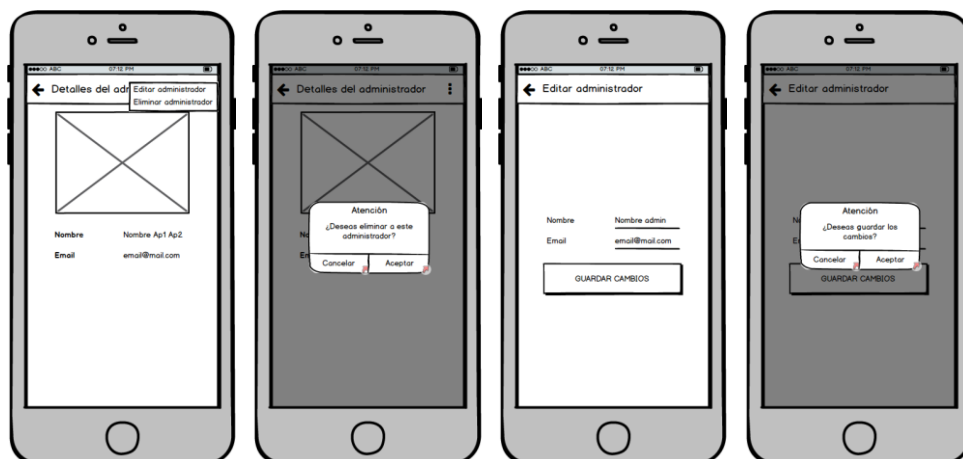 ABC 07:12 PM
Detalles del adr
Editar administrador
Eliminar administrador
Nombre Nombre Ap1 Ap2
Email email@mail.com
ABC 07:12 PM
Detalles del administrador
Atención
¿Deseas eliminar a este
administrador?
Cancelar Aceptar
ABC 07:12 PM
Editar administrador
Nombre Nombre admin
Email email@mail.com
GUARDAR CAMBIOS
ABC 07:12 PM
Editar administrador
Atención
¿Deseas guardar los
cambios?
Cancelar Aceptar
GUARDAR CAMBIOS